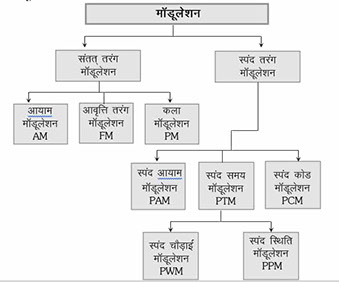 मॉडूलेशन
संतत् तरंग
मॉडूलेशन
स्पंद तरंग
मॉडूलेशन
आयाम
मॉडूलेशन
AM
आवृत्ति तरंग
मॉडूलेशन
FM
कला
मॉडूलेशन
PM
स्पंद आयाम
मॉडूलेशन
PAM
स्पंद समय
मॉडूलेशन
PTM
स्पंद कोड
मॉडूलेशन
PCM
स्पंद चौड़ाई
मॉडूलेशन
PWM
स्पंद स्थिति
मॉडूलेशन
PPM